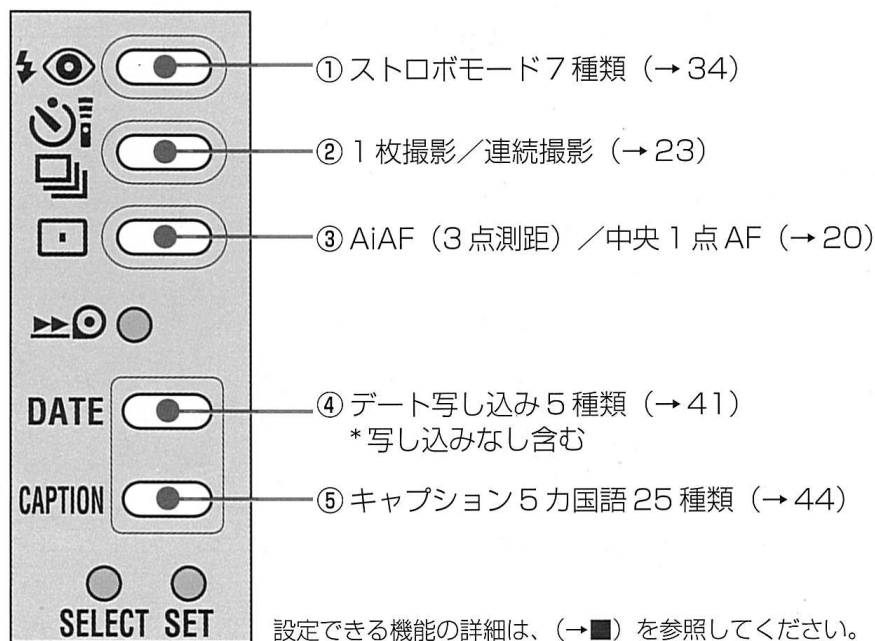 ① ストロボモード7種類（→34）
② 1枚撮影／連続撮影（→23）
③ AiAF（3点測距）／中央1点AF（→20）
DATE
④ デート写し込み5種類（→41）
*写し込みなし含む
CAPTION
⑤ キャプション5カ国語25種類（→44）
SELECT SET
設定できる機能の詳細は、（→■）を参照してください。